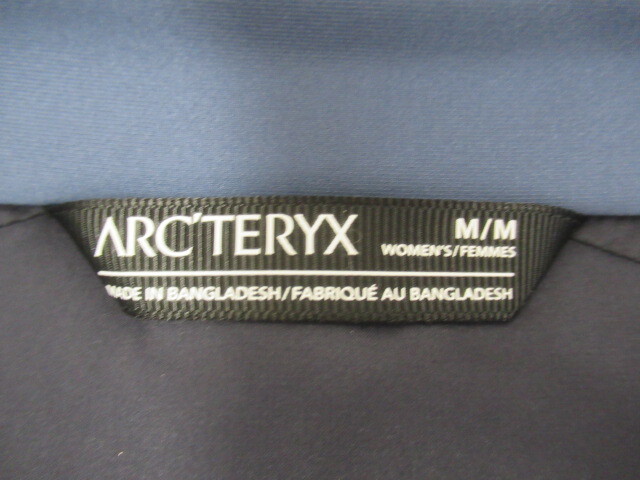 ARC'TERYX
M/M
WOMEN'S/FEMMES
MADE IN BANGLADESH/FABRIQUÉ AU BANGLADESH